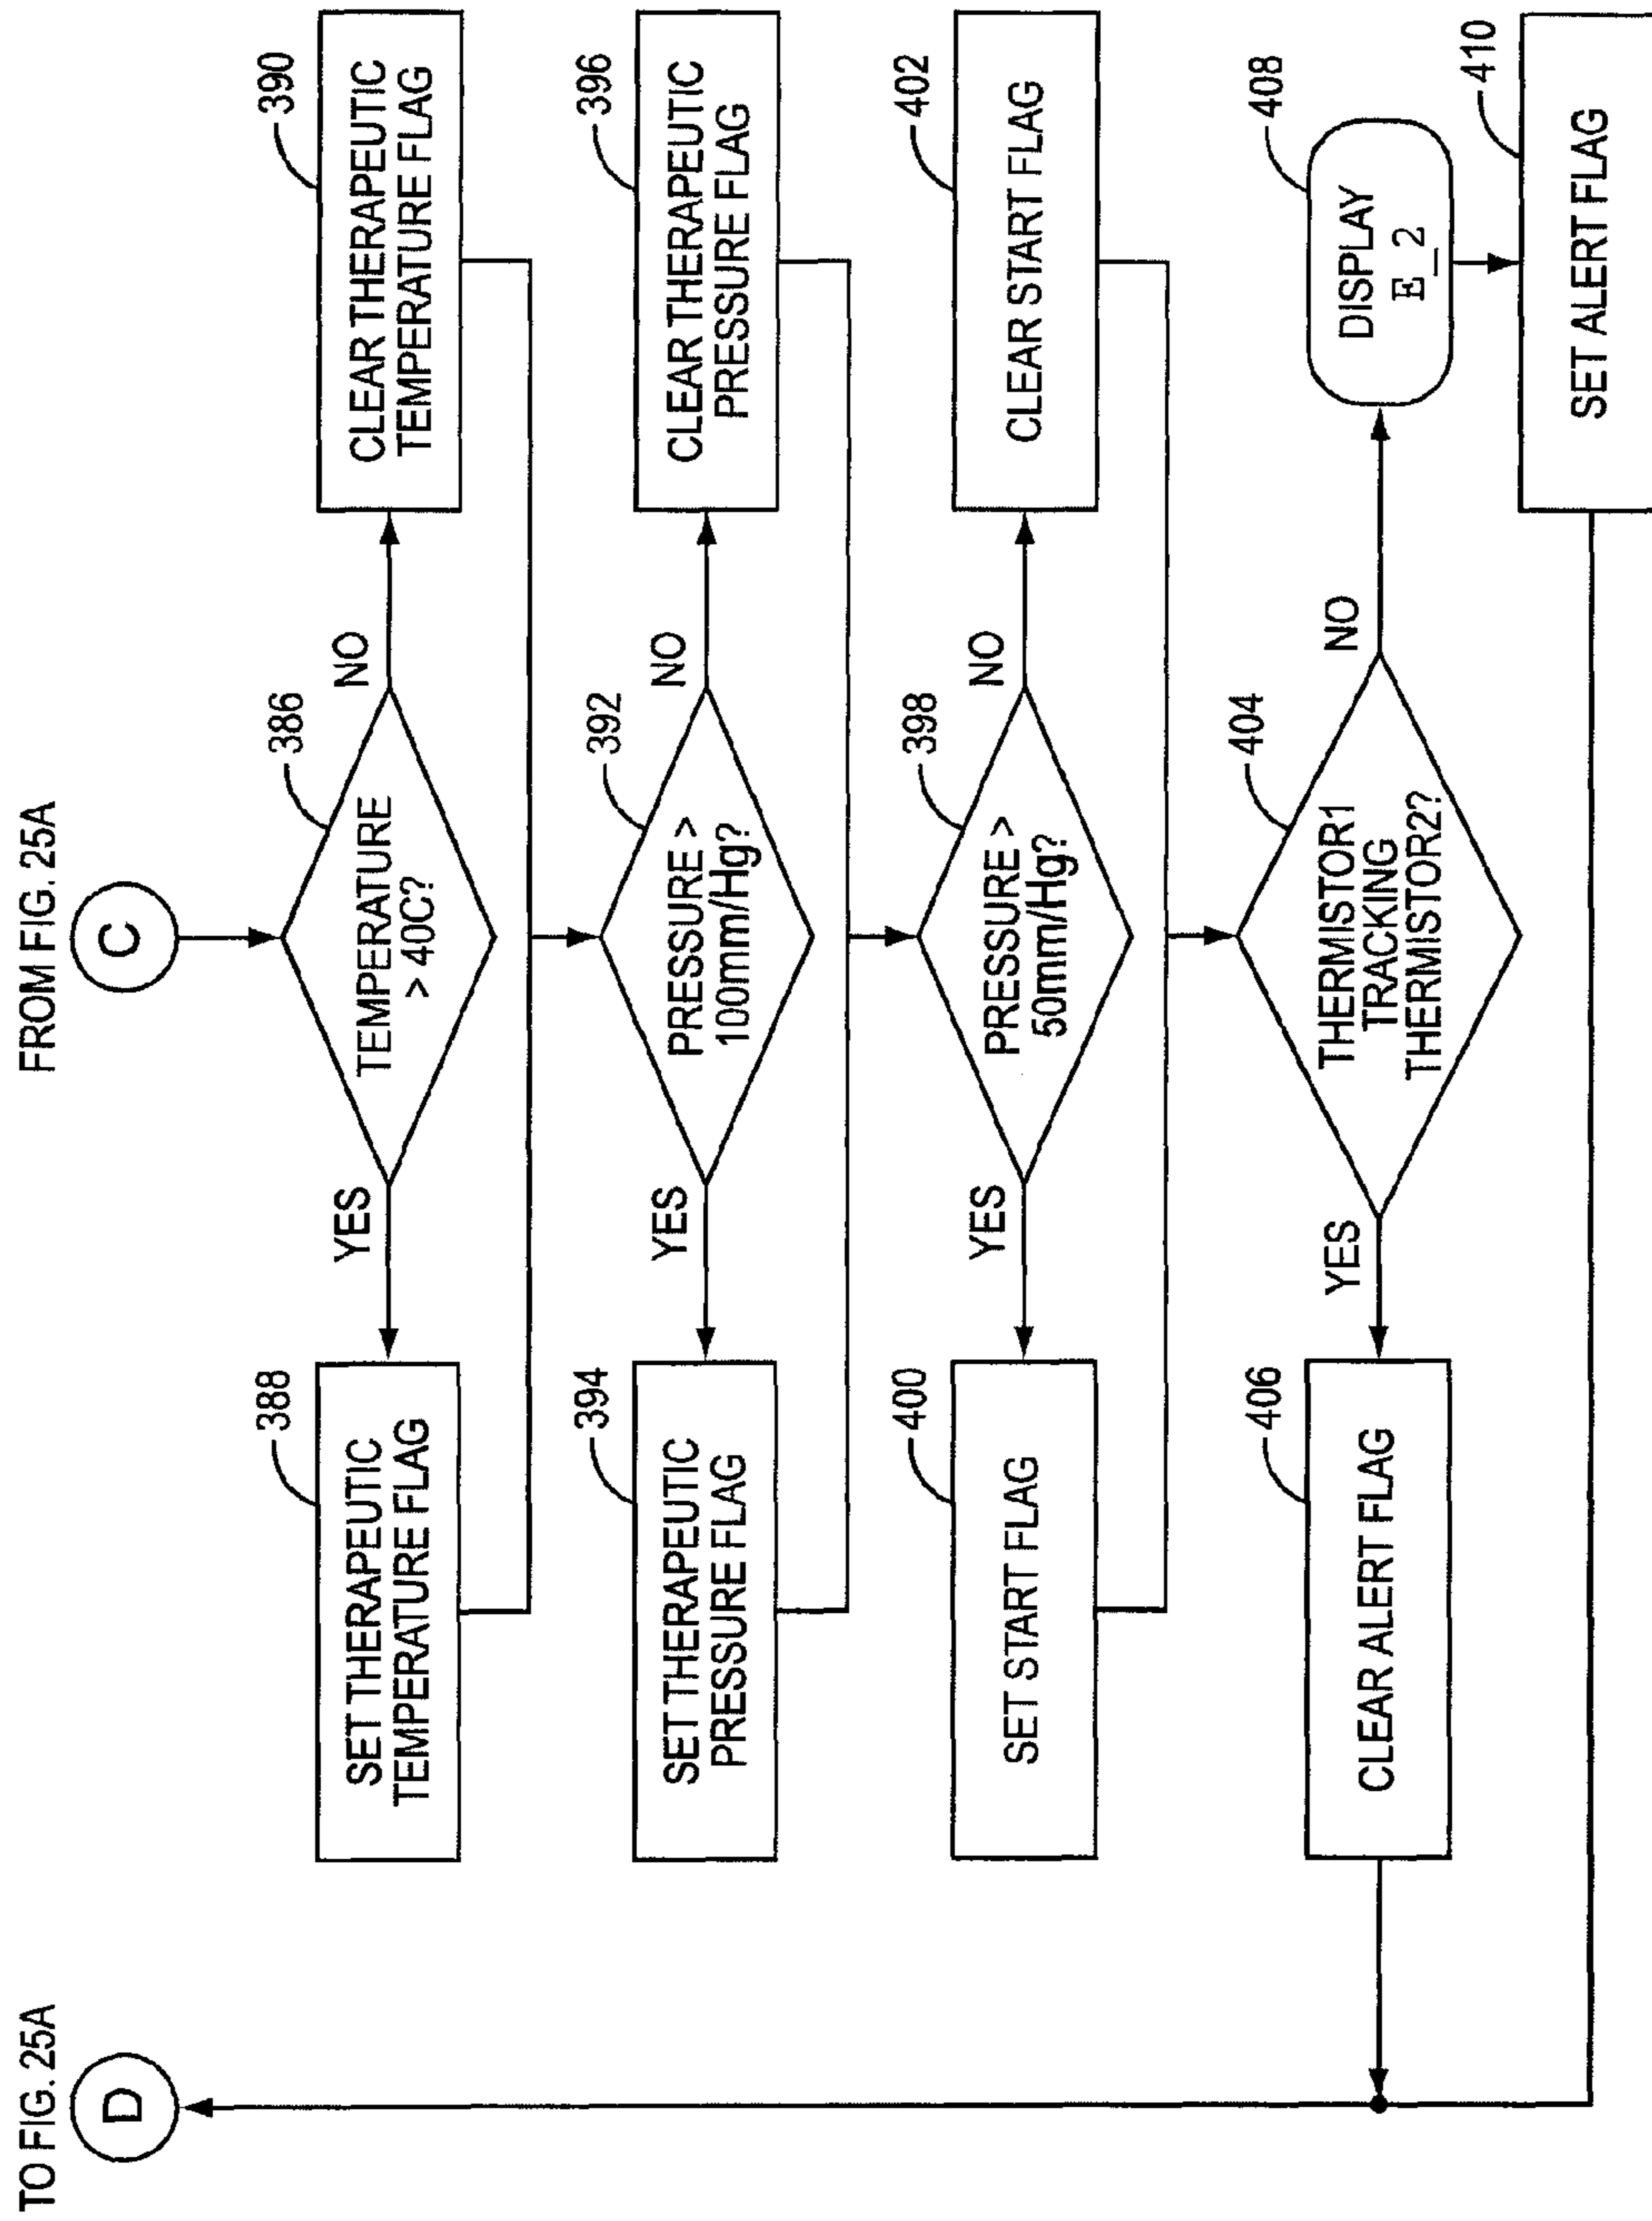 TO FIG. 25A
FROM FIG. 25A
D
C
386
TEMPERATURE
> 40C?
YES
NO
388
SET THERAPEUTIC
TEMPERATURE FLAG
390
CLEAR THERAPEUTIC
TEMPERATURE FLAG
392
PRESSURE >
100mm/Hg?
YES
NO
394
SET THERAPEUTIC
PRESSURE FLAG
396
CLEAR THERAPEUTIC
PRESSURE FLAG
398
PRESSURE >
50mm/Hg?
YES
NO
400
SET START FLAG
402
CLEAR START FLAG
404
THERMISTOR1
TRACKING
THERMISTOR2?
YES
NO
406
CLEAR ALERT FLAG
408
DISPLAY
E_2
410
SET ALERT FLAG